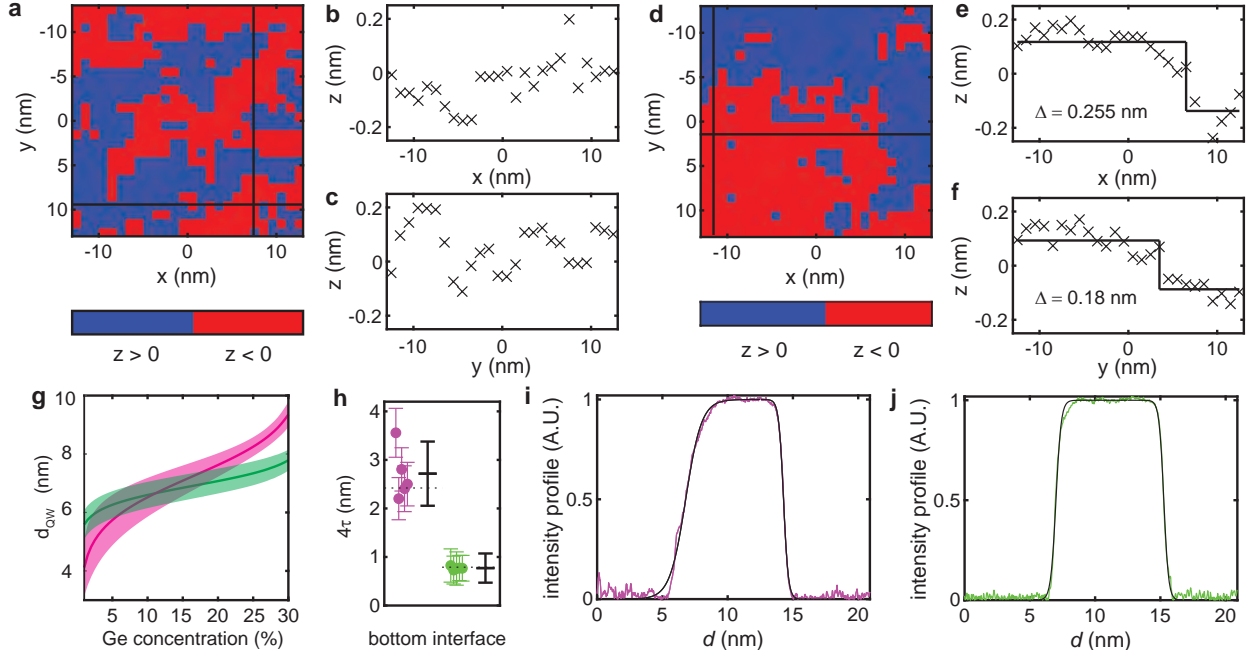 a
-10
-5
0
5
10
y (nm)
-10
0
10
x (nm)
z > 0
z < 0
b
0.2
0
-0.2
z (nm)
-10
0
10
x (nm)
c
0.2
0
-0.2
z (nm)
-10
0
10
y (nm)
d
-10
-5
0
5
10
y (nm)
-10
0
10
x (nm)
z > 0
z < 0
e
0.2
0
-0.2
z (nm)
Δ = 0.255 nm
-10
0
10
x (nm)
f
0.2
0
-0.2
z (nm)
Δ = 0.18 nm
-10
0
10
y (nm)
g
10
8
6
4
dQW (nm)
5
10
15
20
25
30
Ge concentration (%)
h
4
3
2
1
0
4τ (nm)
bottom interface
i
1
0.5
0
intensity profile (A.U.)
0
5
10
15
20
d (nm)
j
1
0.5
0
intensity profile (A.U.)
0
5
10
15
20
d (nm)